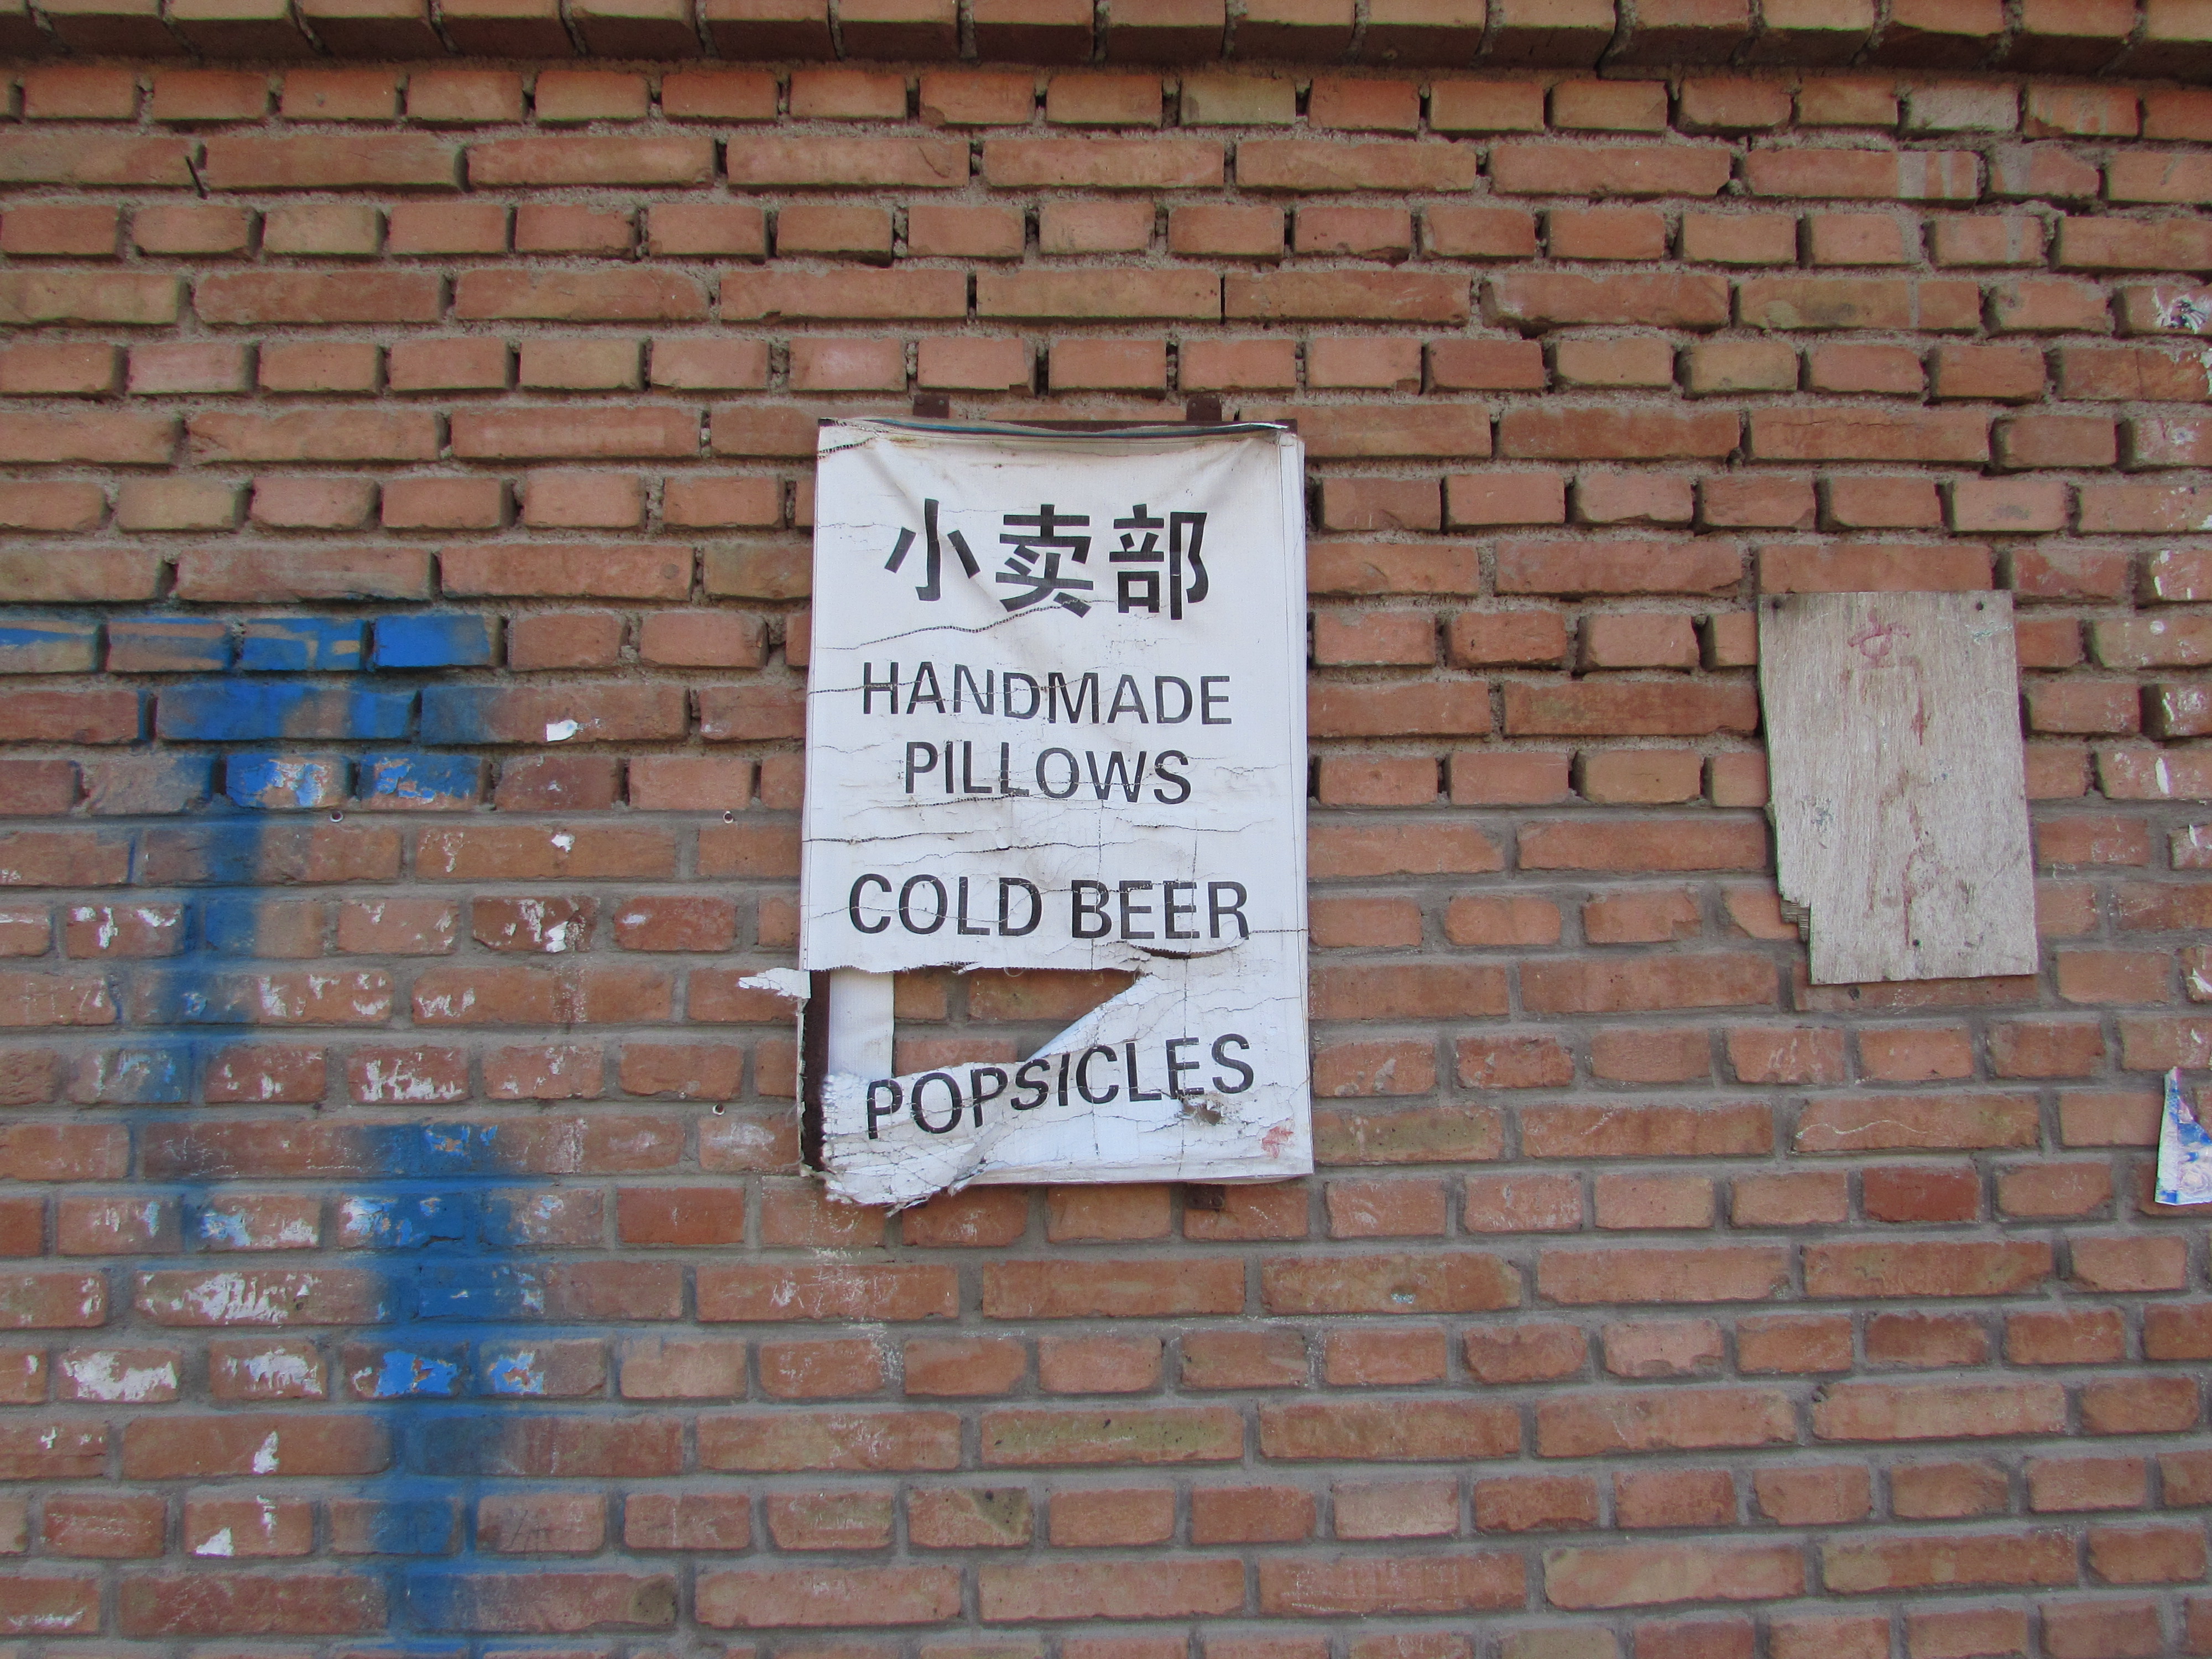 小卖部
HANDMADE
PILLOWS
COLD BEER
POPSICLES